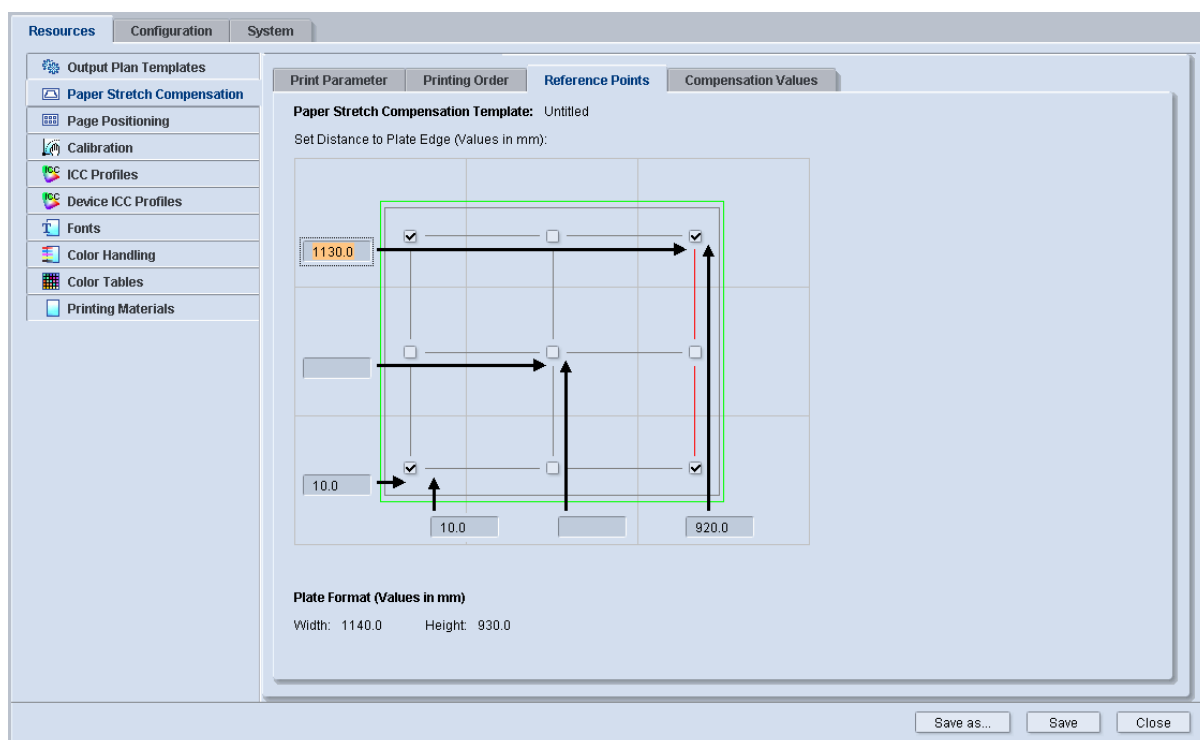 Resources Configuration System
Output Plan Templates
Paper Stretch Compensation
Page Positioning
Calibration
ICC ICC Profiles
ICC Device ICC Profiles
T Fonts
Color Handling
Color Tables
Printing Materials
Print Parameter Printing Order Reference Points Compensation Values
Paper Stretch Compensation Template: Untitled
Set Distance to Plate Edge (Values in mm):
1130.0
10.0
10.0 920.0
Plate Format (Values in mm)
Width: 1140.0 Height: 930.0
Save as... Save Close